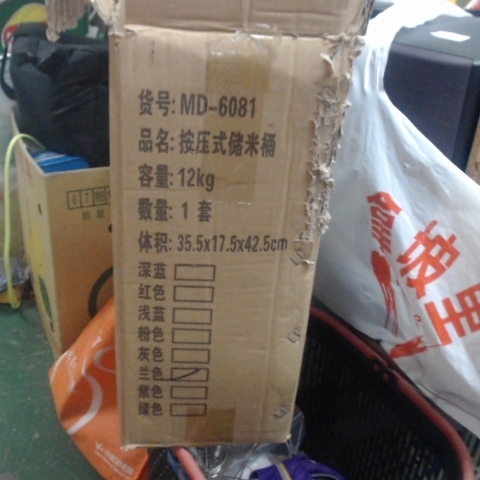 货号: MD-6081
品名: 按压式储米桶
容量: 12kg
数量: 1 套
体积: 35.5x17.5x42.5cm
深蓝
红色
浅蓝
粉色
灰色
兰色
紫色
绿色
坡里